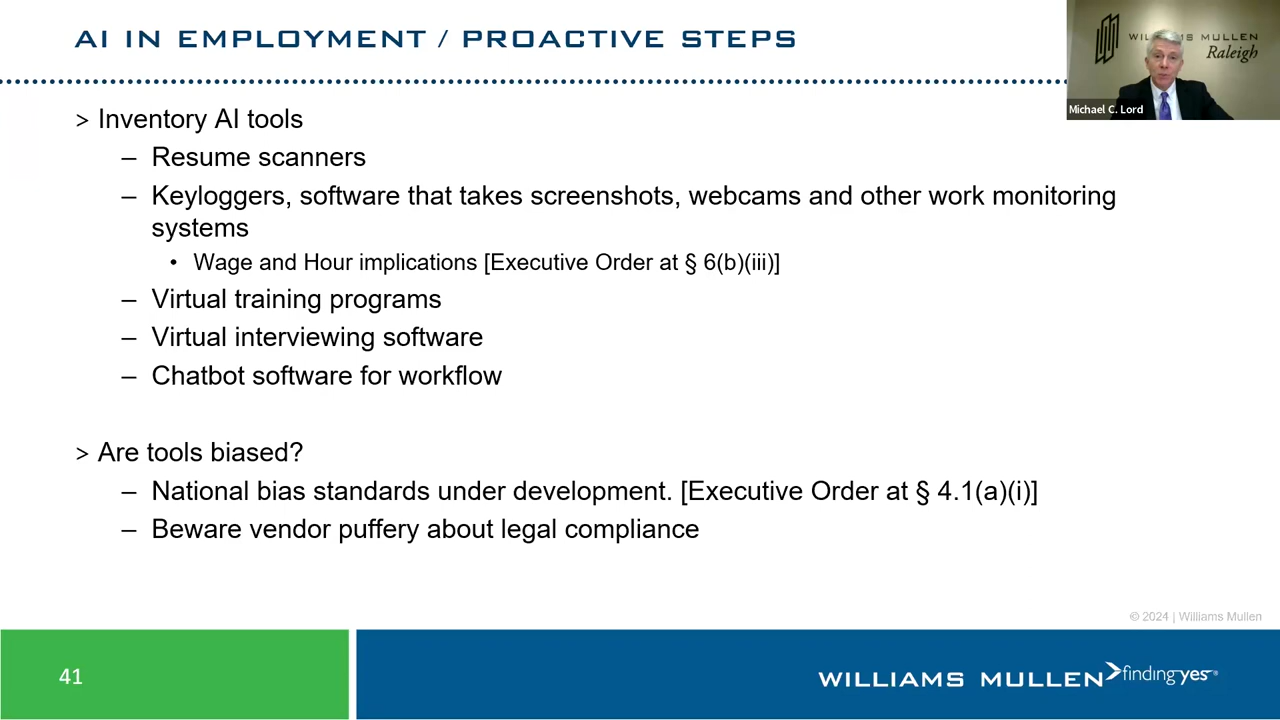 AI IN EMPLOYMENT / PROACTIVE STEPS
WILLIAMS MULLEN
Raleigh
Michael C. Lord
> Inventory AI tools
– Resume scanners
– Keyloggers, software that takes screenshots, webcams and other work monitoring
systems
• Wage and Hour implications [Executive Order at § 6(b)(iii)]
– Virtual training programs
– Virtual interviewing software
– Chatbot software for workflow
> Are tools biased?
– National bias standards under development. [Executive Order at § 4.1(a)(i)]
– Beware vendor puffery about legal compliance
© 2024 | Williams Mullen
41
WILLIAMS MULLEN finding yes®